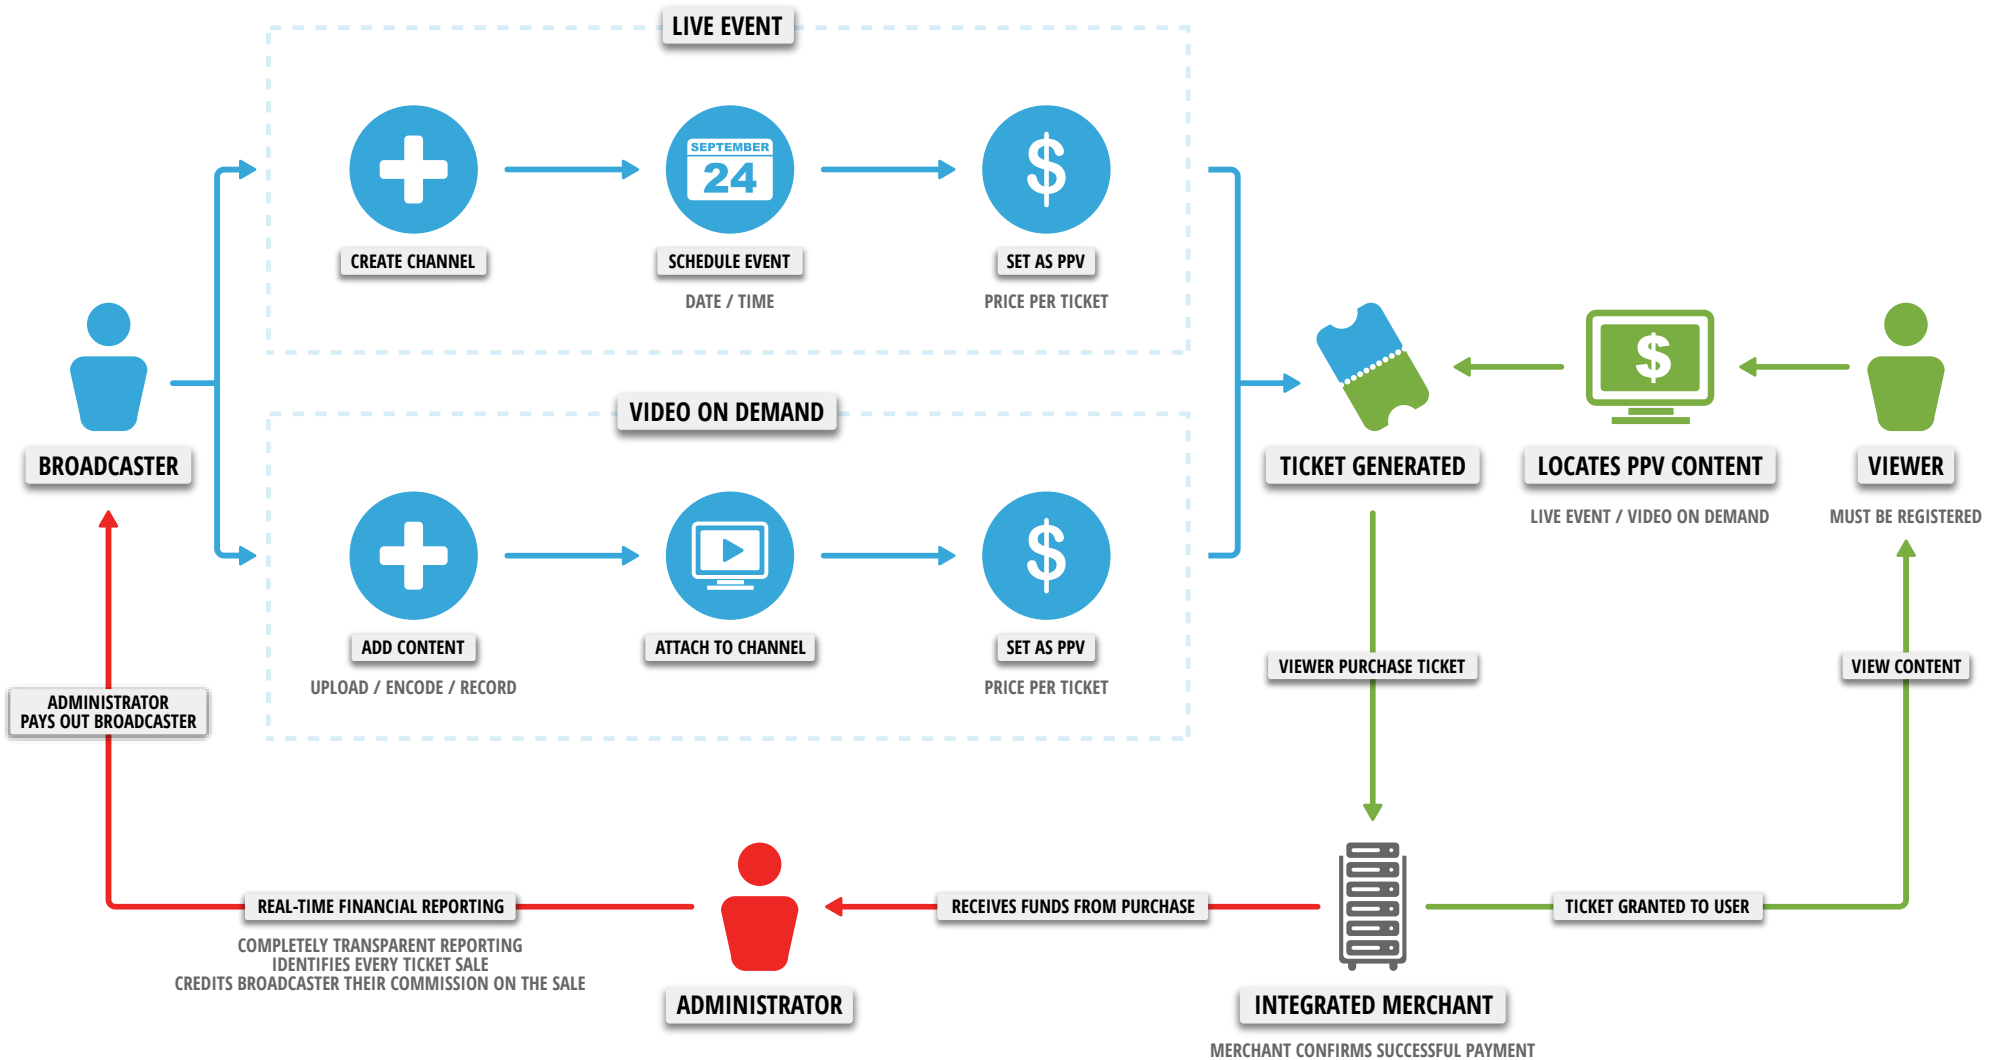 LIVE EVENT
SEPTEMBER
24
$
CREATE CHANNEL
SCHEDULE EVENT
SET AS PPV
DATE / TIME
PRICE PER TICKET
VIDEO ON DEMAND
$
BROADCASTER
TICKET GENERATED
LOCATES PPV CONTENT
VIEWER
LIVE EVENT / VIDEO ON DEMAND
MUST BE REGISTERED
$
ADD CONTENT
ATTACH TO CHANNEL
SET AS PPV
UPLOAD / ENCODE / RECORD
PRICE PER TICKET
VIEWER PURCHASE TICKET
VIEW CONTENT
ADMINISTRATOR
PAYS OUT BROADCASTER
REAL-TIME FINANCIAL REPORTING
RECEIVES FUNDS FROM PURCHASE
TICKET GRANTED TO USER
COMPLETELY TRANSPARENT REPORTING
IDENTIFIES EVERY TICKET SALE
CREDITS BROADCASTER THEIR COMMISSION ON THE SALE
ADMINISTRATOR
INTEGRATED MERCHANT
MERCHANT CONFIRMS SUCCESSFUL PAYMENT